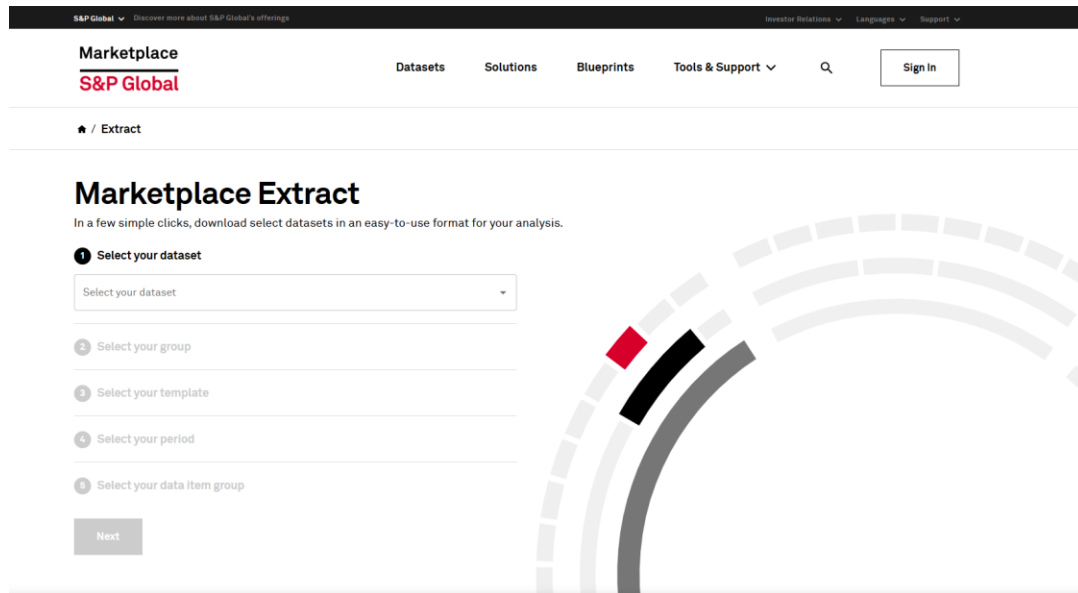 S&P Global Discover more about S&P Global's offerings Investor Relations Languages Support
Marketplace
S&P Global
Datasets Solutions Blueprints Tools & Support Sign In
/ Extract
Marketplace Extract
In a few simple clicks, download select datasets in an easy-to-use format for your analysis.
1 Select your dataset
Select your dataset
2 Select your group
3 Select your template
4 Select your period
5 Select your data item group
Next